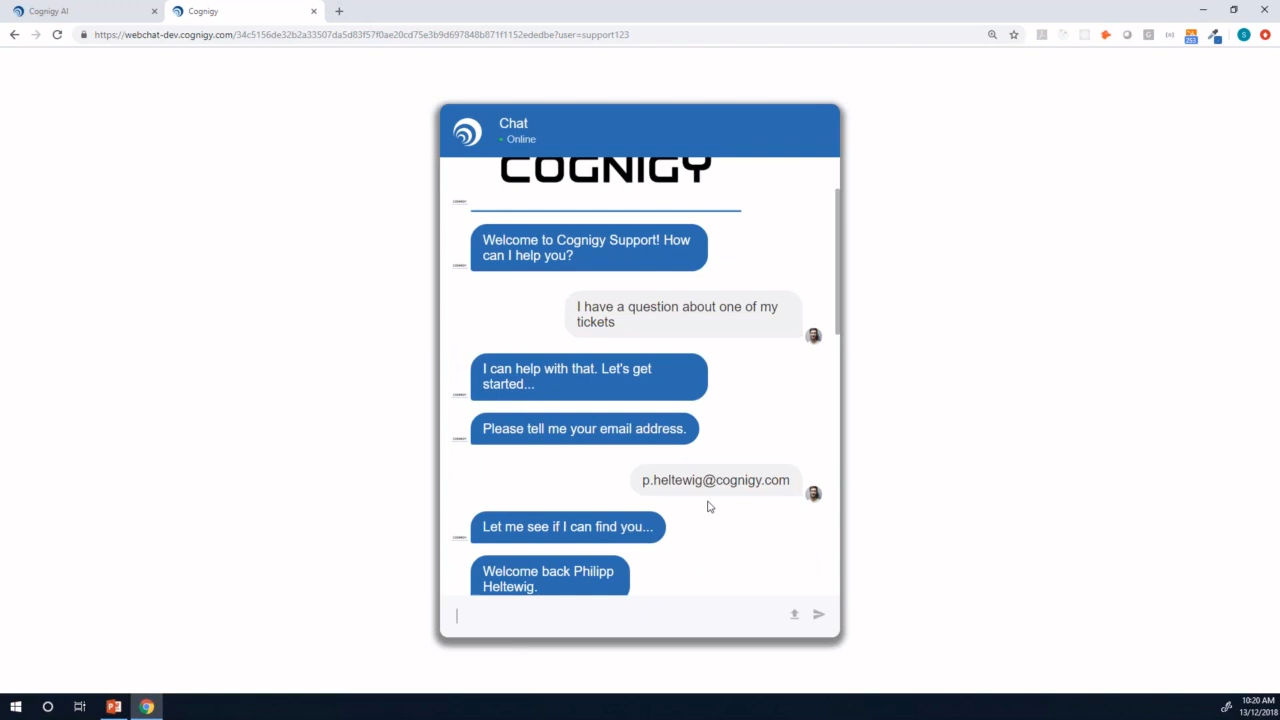 Cognigy AI
Cognigy
https://webchat-dev.cognigy.com/34c5156de32b2a33507da5d83f57f0ae20cd75e3b9d697848b871f1152ededbe?user=support123
253
S
Chat
Online
COGNIGY
Welcome to Cognigy Support! How
can I help you?
I have a question about one of my
tickets
I can help with that. Let's get
started...
Please tell me your email address.
p.heltewig@cognigy.com
Let me see if I can find you...
Welcome back Philipp
Heltewig.
10:20 AM
13/12/2018